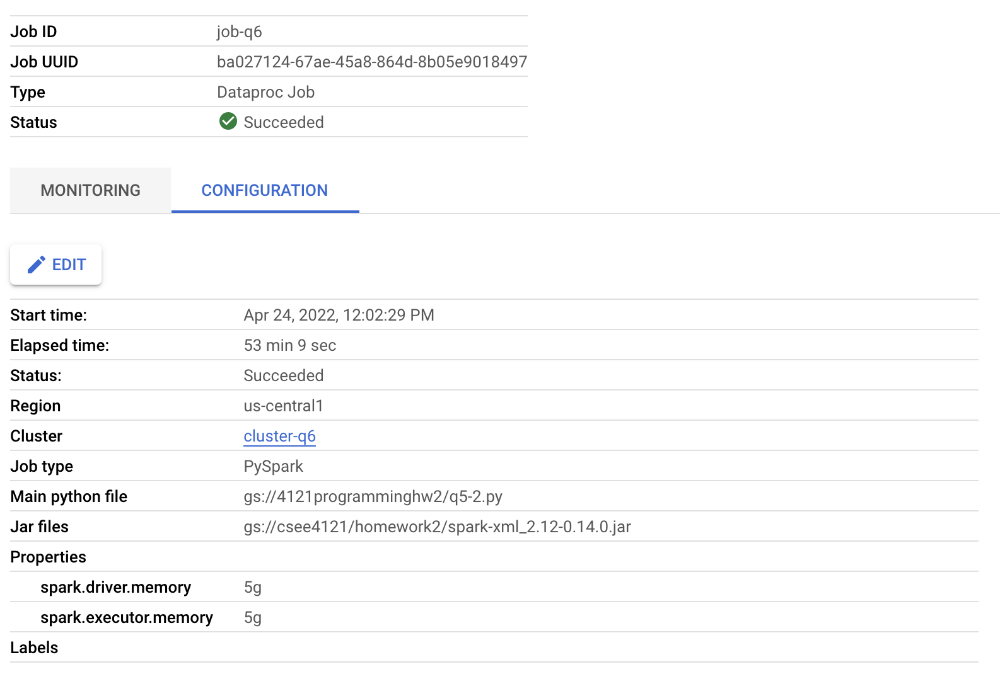 Job ID job-q6
Job UUID ba027124-67ae-45a8-864d-8b05e9018497
Type Dataproc Job
Status Succeeded
MONITORING CONFIGURATION
EDIT
Start time: Apr 24, 2022, 12:02:29 PM
Elapsed time: 53 min 9 sec
Status: Succeeded
Region us-central1
Cluster cluster-q6
Job type PySpark
Main python file gs://4121programminghw2/q5-2.py
Jar files gs://csee4121/homework2/spark-xml_2.12-0.14.0.jar
Properties
spark.driver.memory 5g
spark.executor.memory 5g
Labels